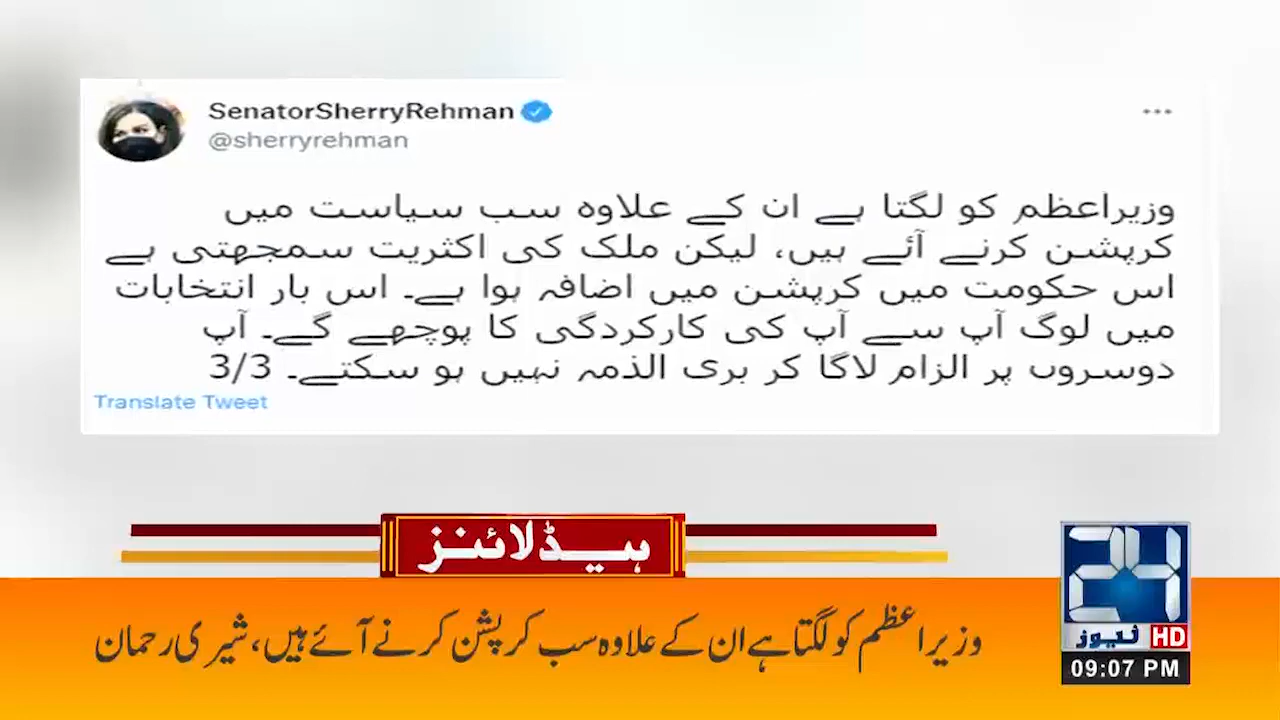 SenatorSherryRehman
@sherryrehman
وزیراعظم کو لگتا ہے ان کے علاوہ سب سیاست میں
کرپشن کرنے آئے ہیں، لیکن ملک کی اکثریت سمجھتی ہے
اس حکومت میں کرپشن میں اضافہ ہوا ہے۔ اس بار انتخابات
میں لوگ آپ سے آپ کی کارکردگی کا پوچھے گے۔ آپ
دوسروں پر الزام لاگا کر بری الذمہ نہیں ہو سکتے۔ 3/3
Translate Tweet
ہیڈلائنز
وزیراعظم کو لگتا ہے ان کے علاوہ سب کرپشن کرنے آئے ہیں، شیری رحمان
24
نیوز HD
09:07 PM